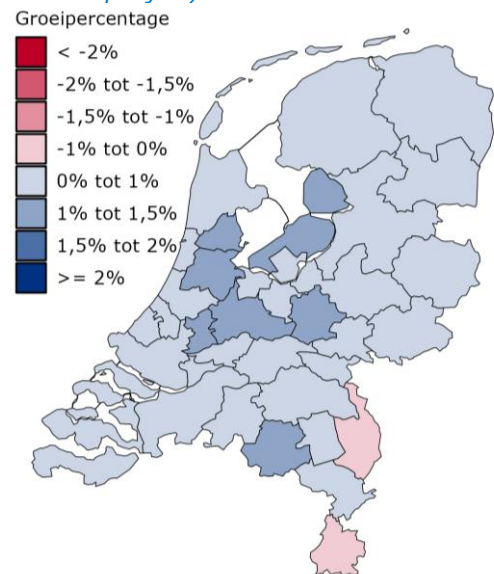 Groeipercentage
< -2%
-2% tot -1,5%
-1,5% tot -1%
-1% tot 0%
0% tot 1%
1% tot 1,5%
1,5% tot 2%
>= 2%